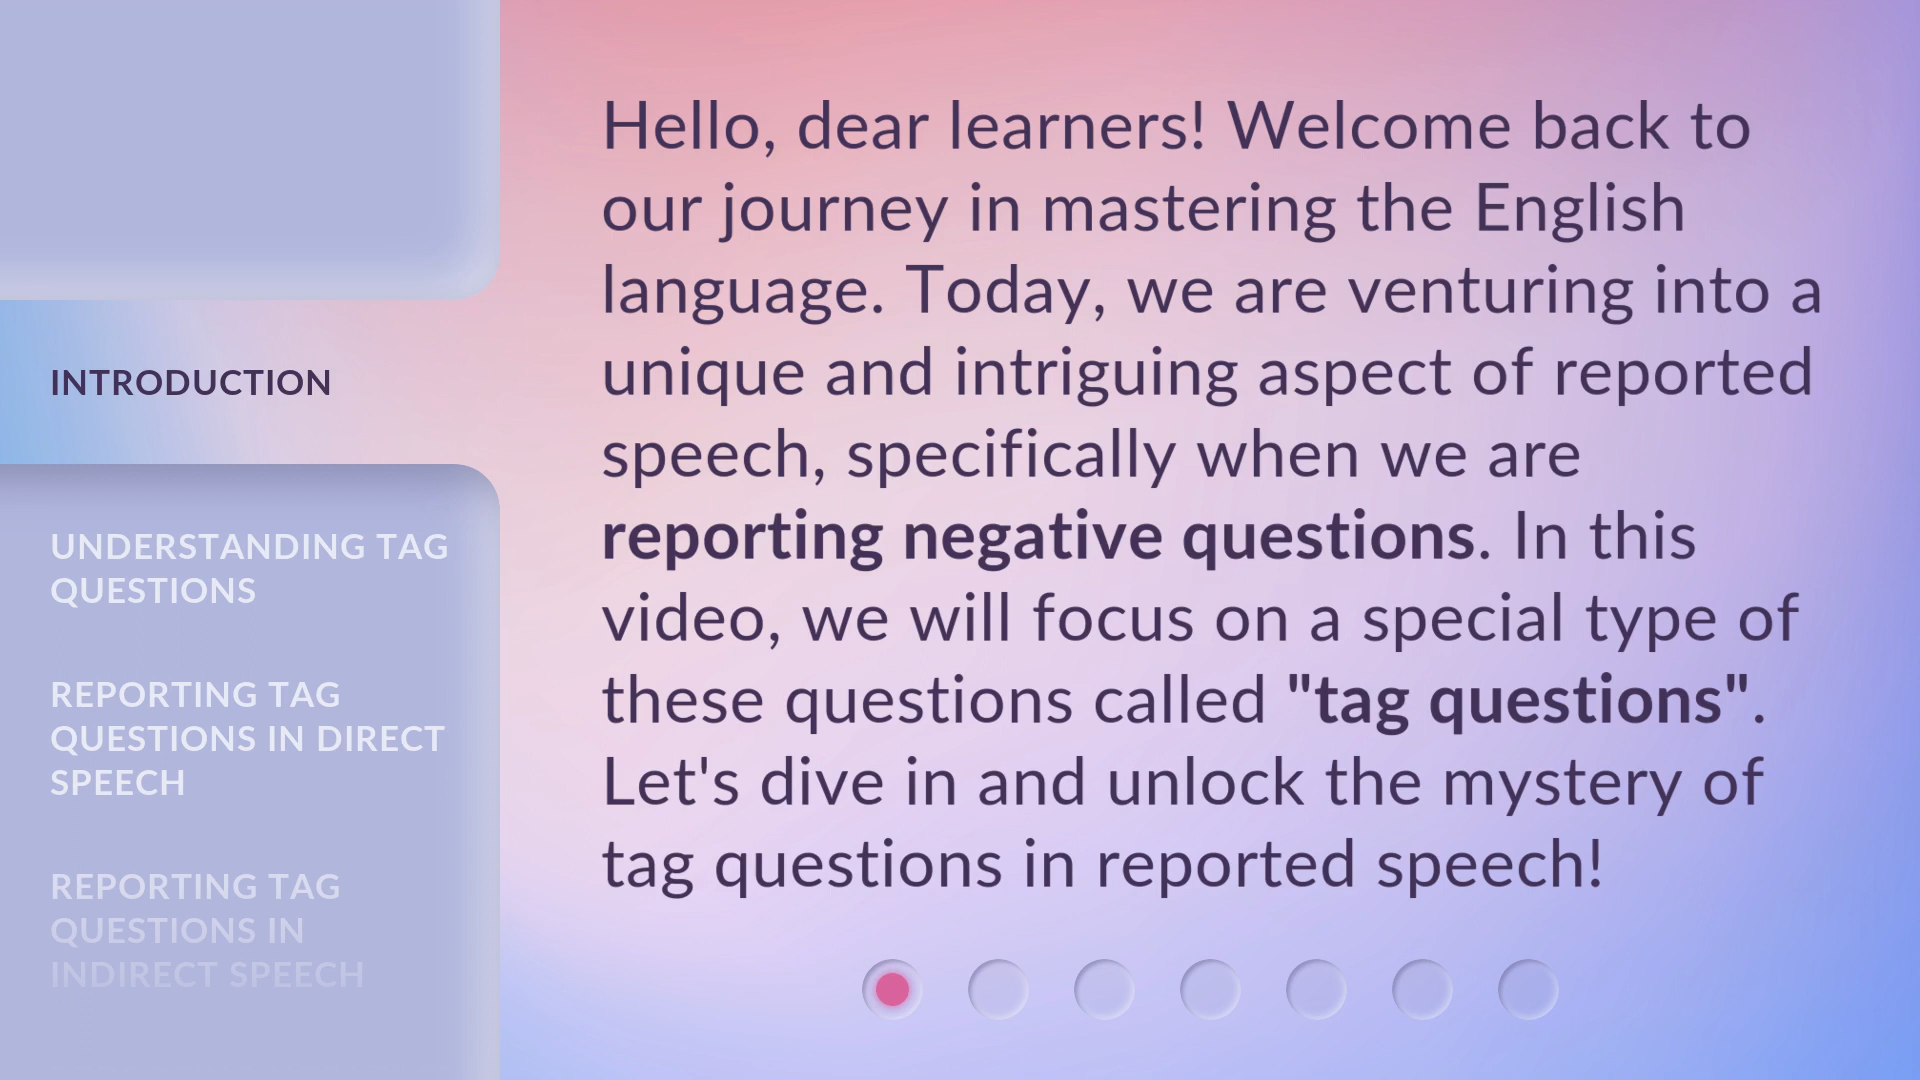 INTRODUCTION
UNDERSTANDING TAG
QUESTIONS
REPORTING TAG
QUESTIONS IN DIRECT
SPEECH
REPORTING TAG
QUESTIONS IN
INDIRECT SPEECH
Hello, dear learners! Welcome back to
our journey in mastering the English
language. Today, we are venturing into a
unique and intriguing aspect of reported
speech, specifically when we are
reporting negative questions. In this
video, we will focus on a special type of
these questions called "tag questions".
Let's dive in and unlock the mystery of
tag questions in reported speech!